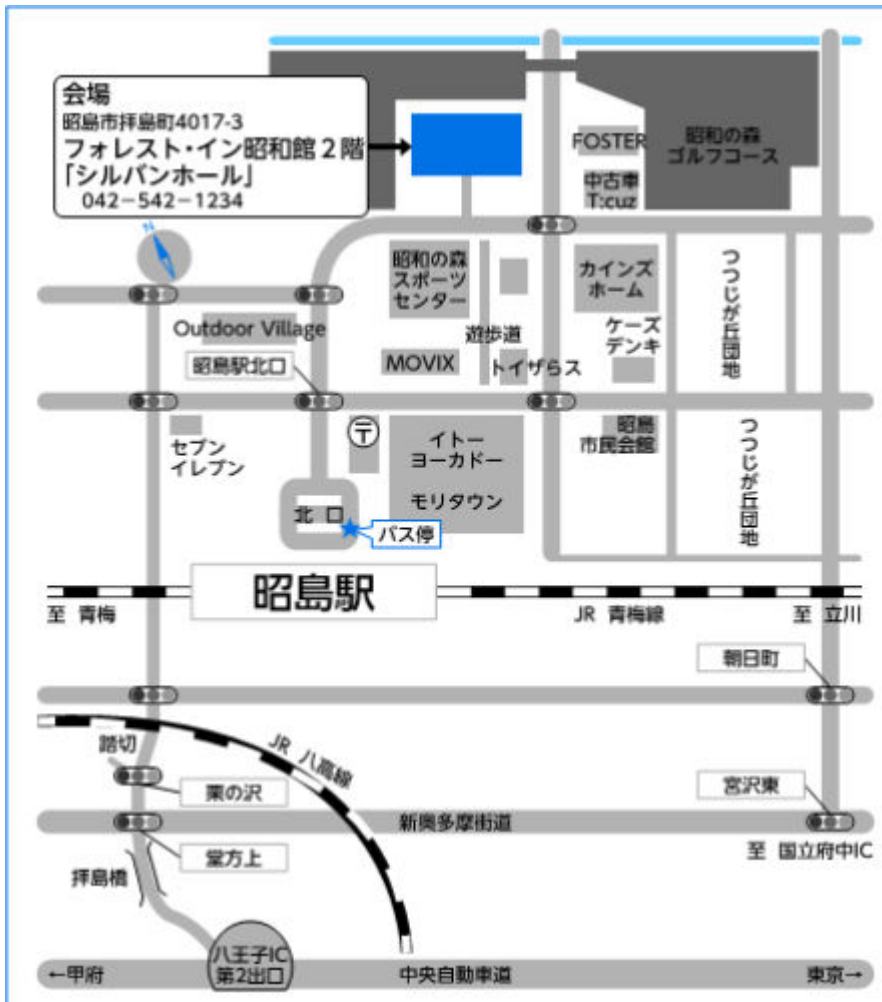 会場
昭島市拝島町4017-3
フォレスト・イン昭和館2階
「シルバンホール」
042-542-1234
FOSTER
昭和の森
ゴルフコース
中古車
T:cuz
N
昭和の森
スポーツ
センター
カインズ
ホーム
つつじが丘団地
Outdoor Village
遊歩道
ケーズ
デンキ
昭島駅北口
MOVIX
トイザらス
セブン
イレブン
〒
イトー
ヨーカドー
モリタウン
昭島
市民会館
つつじが丘団地
北口
バス停
昭島駅
至 青梅
JR 青梅線
至 立川
朝日町
踏切
JR 八高線
栗の沢
宮沢東
新奥多摩街道
堂方上
至 国立府中IC
拝島橋
八王子IC
第2出口
←甲府
中央自動車道
東京→